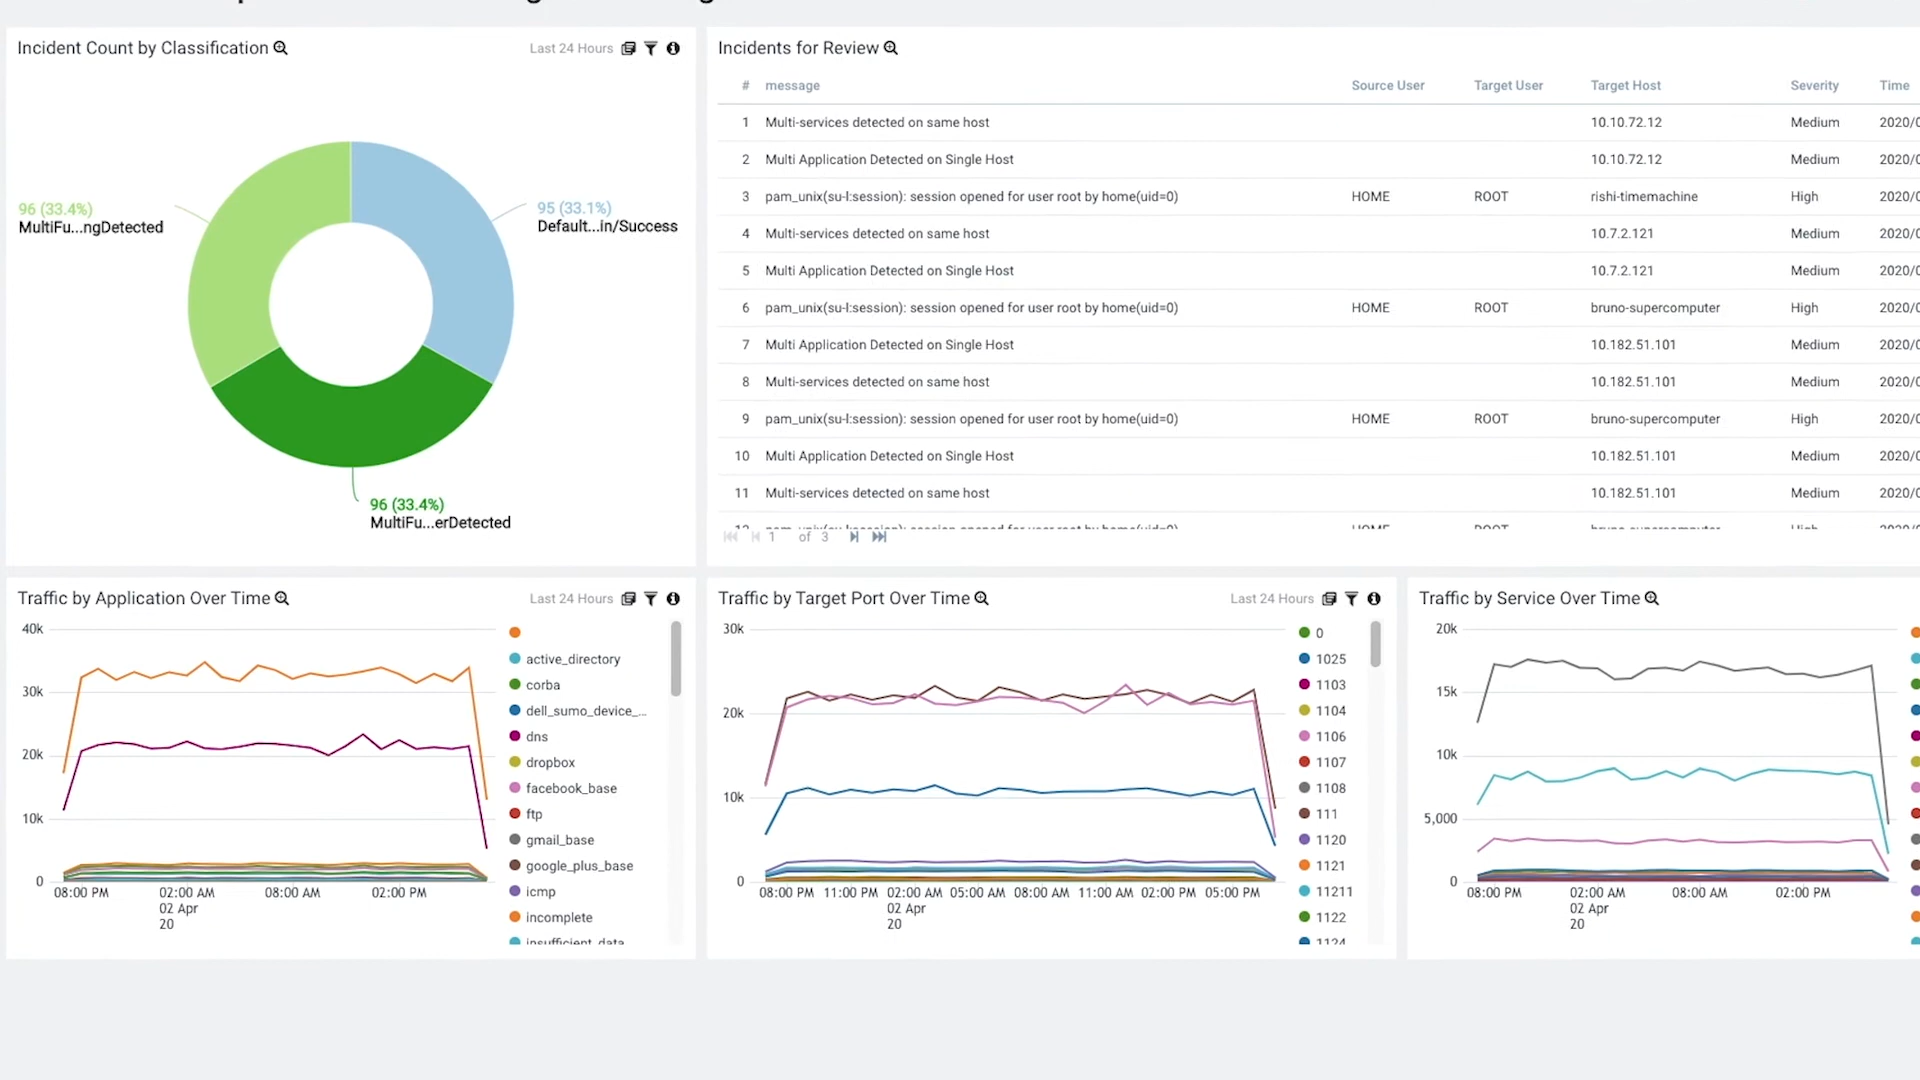 Incident Count by Classification
Last 24 Hours
96 (33.4%)
MultiFu...ngDetected
95 (33.1%)
Default...in/Success
96 (33.4%)
MultiFu...erDetected
Incidents for Review
# message Source User Target User Target Host Severity Time
1 Multi-services detected on same host 10.10.72.12 Medium 2020/0
2 Multi Application Detected on Single Host 10.10.72.12 Medium 2020/0
3 pam_unix(su-l:session): session opened for user root by home(uid=0) HOME ROOT rishi-timemachine High 2020/0
4 Multi-services detected on same host 10.7.2.121 Medium 2020/0
5 Multi Application Detected on Single Host 10.7.2.121 Medium 2020/0
6 pam_unix(su-l:session): session opened for user root by home(uid=0) HOME ROOT bruno-supercomputer High 2020/0
7 Multi Application Detected on Single Host 10.182.51.101 Medium 2020/0
8 Multi-services detected on same host 10.182.51.101 Medium 2020/0
9 pam_unix(su-l:session): session opened for user root by home(uid=0) HOME ROOT bruno-supercomputer High 2020/0
10 Multi Application Detected on Single Host 10.182.51.101 Medium 2020/0
11 Multi-services detected on same host 10.182.51.101 Medium 2020/0
12 pam_unix(su-l:session): session opened for user root by home(uid=0) HOME ROOT bruno-supercomputer High 2020/0
1 of 3
Traffic by Application Over Time
Last 24 Hours
40k
30k
20k
10k
0
08:00 PM 02:00 AM 08:00 AM 02:00 PM
02 Apr
20
active_directory
corba
dell_sumo_device_...
dns
dropbox
facebook_base
ftp
gmail_base
google_plus_base
icmp
incomplete
insufficient_data
Traffic by Target Port Over Time
Last 24 Hours
30k
20k
10k
0
08:00 PM 11:00 PM 02:00 AM 05:00 AM 08:00 AM 11:00 AM 02:00 PM 05:00 PM
02 Apr
20
0
1025
1103
1104
1106
1107
1108
111
1120
1121
11211
1122
1124
Traffic by Service Over Time
20k
15k
10k
5,000
0
08:00 PM 02:00 AM 08:00 AM 02:00 PM
02 Apr
20